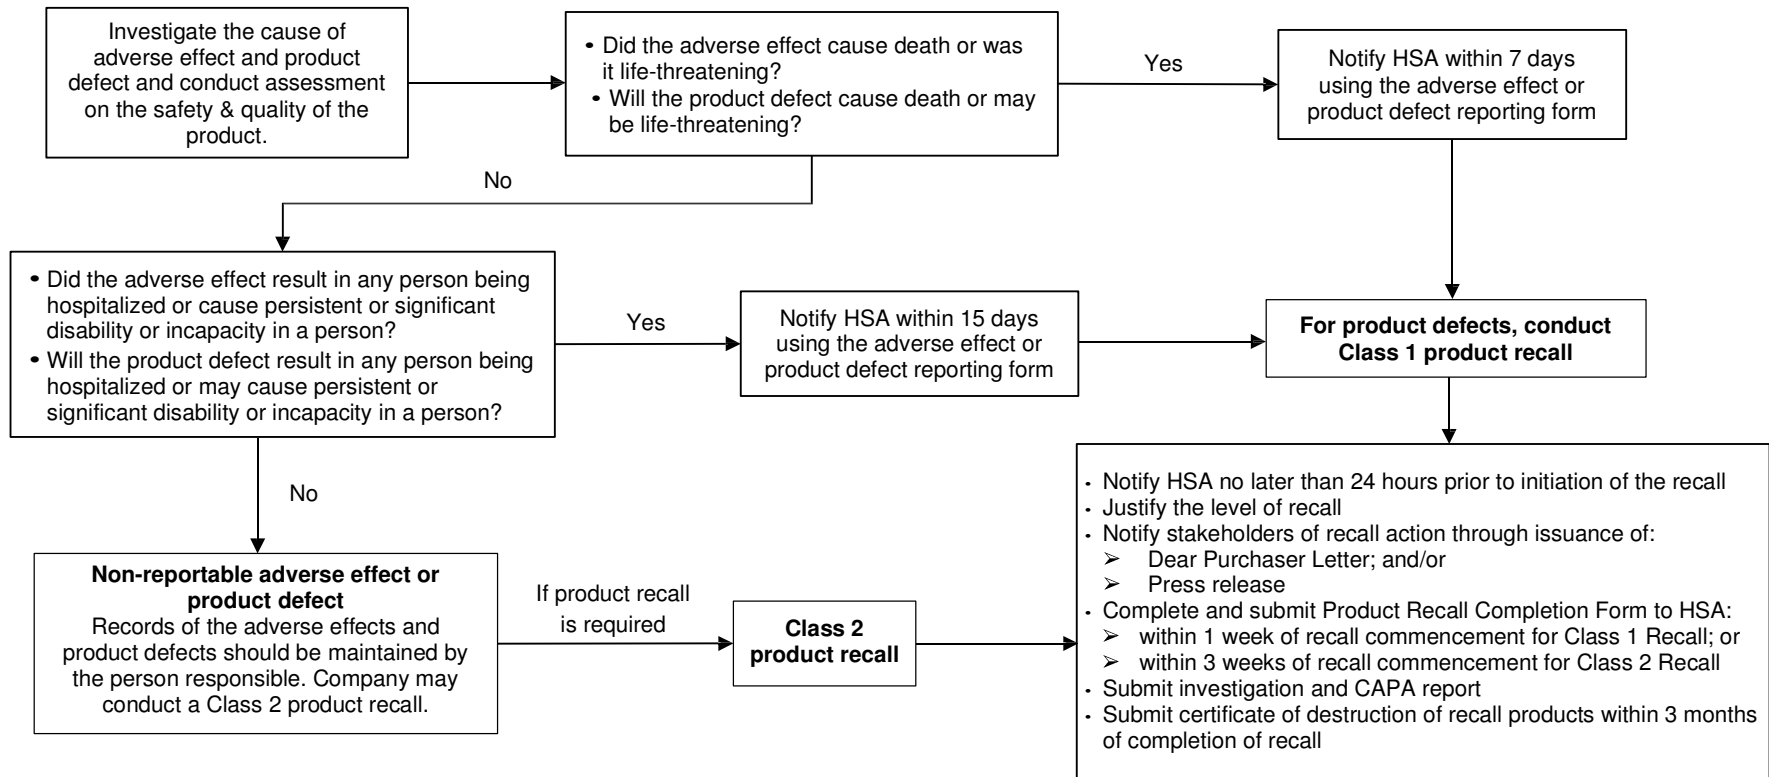 Investigate the cause of
adverse effect and product
defect and conduct assessment
on the safety & quality of the
product.
• Did the adverse effect cause death or was
it life-threatening?
• Will the product defect cause death or may
be life-threatening?
Yes
Notify HSA within 7 days
using the adverse effect or
product defect reporting form
No
• Did the adverse effect result in any person being
hospitalized or cause persistent or significant
disability or incapacity in a person?
• Will the product defect result in any person being
hospitalized or may cause persistent or
significant disability or incapacity in a person?
Yes
Notify HSA within 15 days
using the adverse effect or
product defect reporting form
For product defects, conduct
Class 1 product recall
No
Non-reportable adverse effect or
product defect
Records of the adverse effects and
product defects should be maintained by
the person responsible. Company may
conduct a Class 2 product recall.
If product recall
is required
Class 2
product recall
• Notify HSA no later than 24 hours prior to initiation of the recall
• Justify the level of recall
• Notify stakeholders of recall action through issuance of:
➢ Dear Purchaser Letter; and/or
➢ Press release
• Complete and submit Product Recall Completion Form to HSA:
➢ within 1 week of recall commencement for Class 1 Recall; or
➢ within 3 weeks of recall commencement for Class 2 Recall
• Submit investigation and CAPA report
• Submit certificate of destruction of recall products within 3 months
of completion of recall